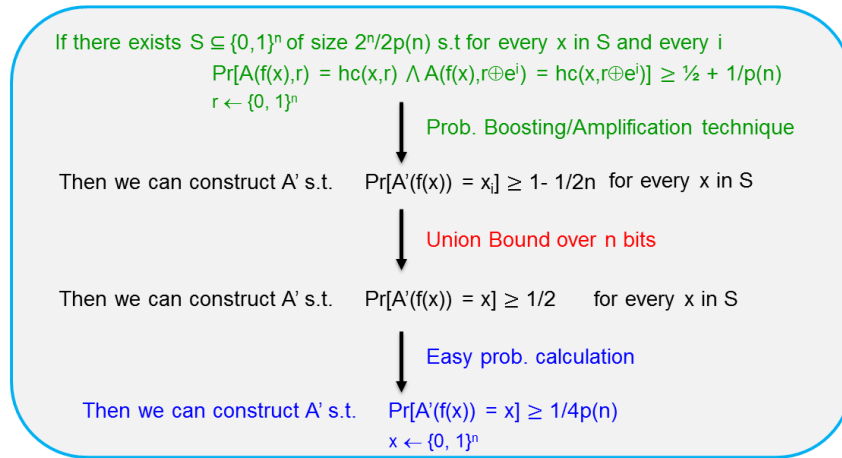 If there exists S ⊆ {0,1}ⁿ of size 2ⁿ/2p(n) s.t for every x in S and every i
Pr[A(f(x),r) = hc(x,r) ⋀ A(f(x),r⊕eⁱ) = hc(x,r⊕eⁱ)] ≥ ½ + 1/p(n)
r ← {0, 1}ⁿ
Prob. Boosting/Amplification technique
Then we can construct A' s.t. Pr[A'(f(x)) = xᵢ] ≥ 1- 1/2n for every x in S
Union Bound over n bits
Then we can construct A' s.t. Pr[A'(f(x)) = x] ≥ 1/2 for every x in S
Easy prob. calculation
Then we can construct A' s.t. Pr[A'(f(x)) = x] ≥ 1/4p(n)
x ← {0, 1}ⁿ